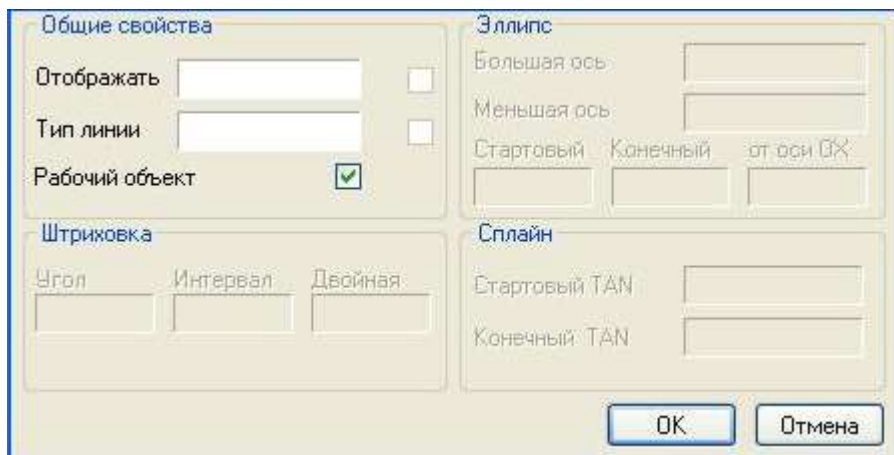 Общие свойства
Отображать
Тип линии
Рабочий объект
Эллипс
Большая ось
Меньшая ось
Стартовый Конечный от оси OX
Штриховка
Угол Интервал Двойная
Сплайн
Стартовый TAN
Конечный TAN
OK Отмена